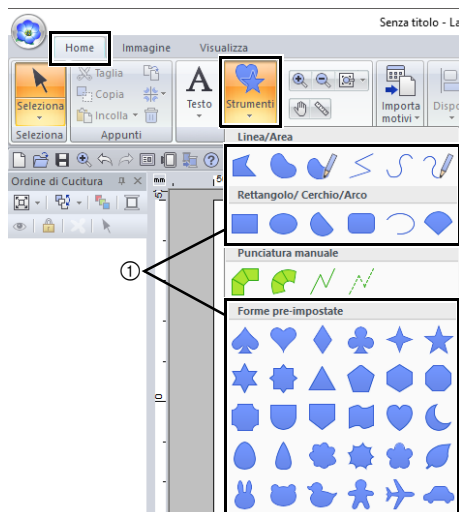 Senza titolo - La
Home Immagine Visualizza
Seleziona
Taglia
Copia
Incolla
Testo
Strumenti
Importa
motivi
Dispo
Seleziona Appunti
Linea/Area
Ordine di Cucitura
mm
Rettangolo/ Cerchio/Arco
①
Punciatura manuale
Forme pre-impostate
0